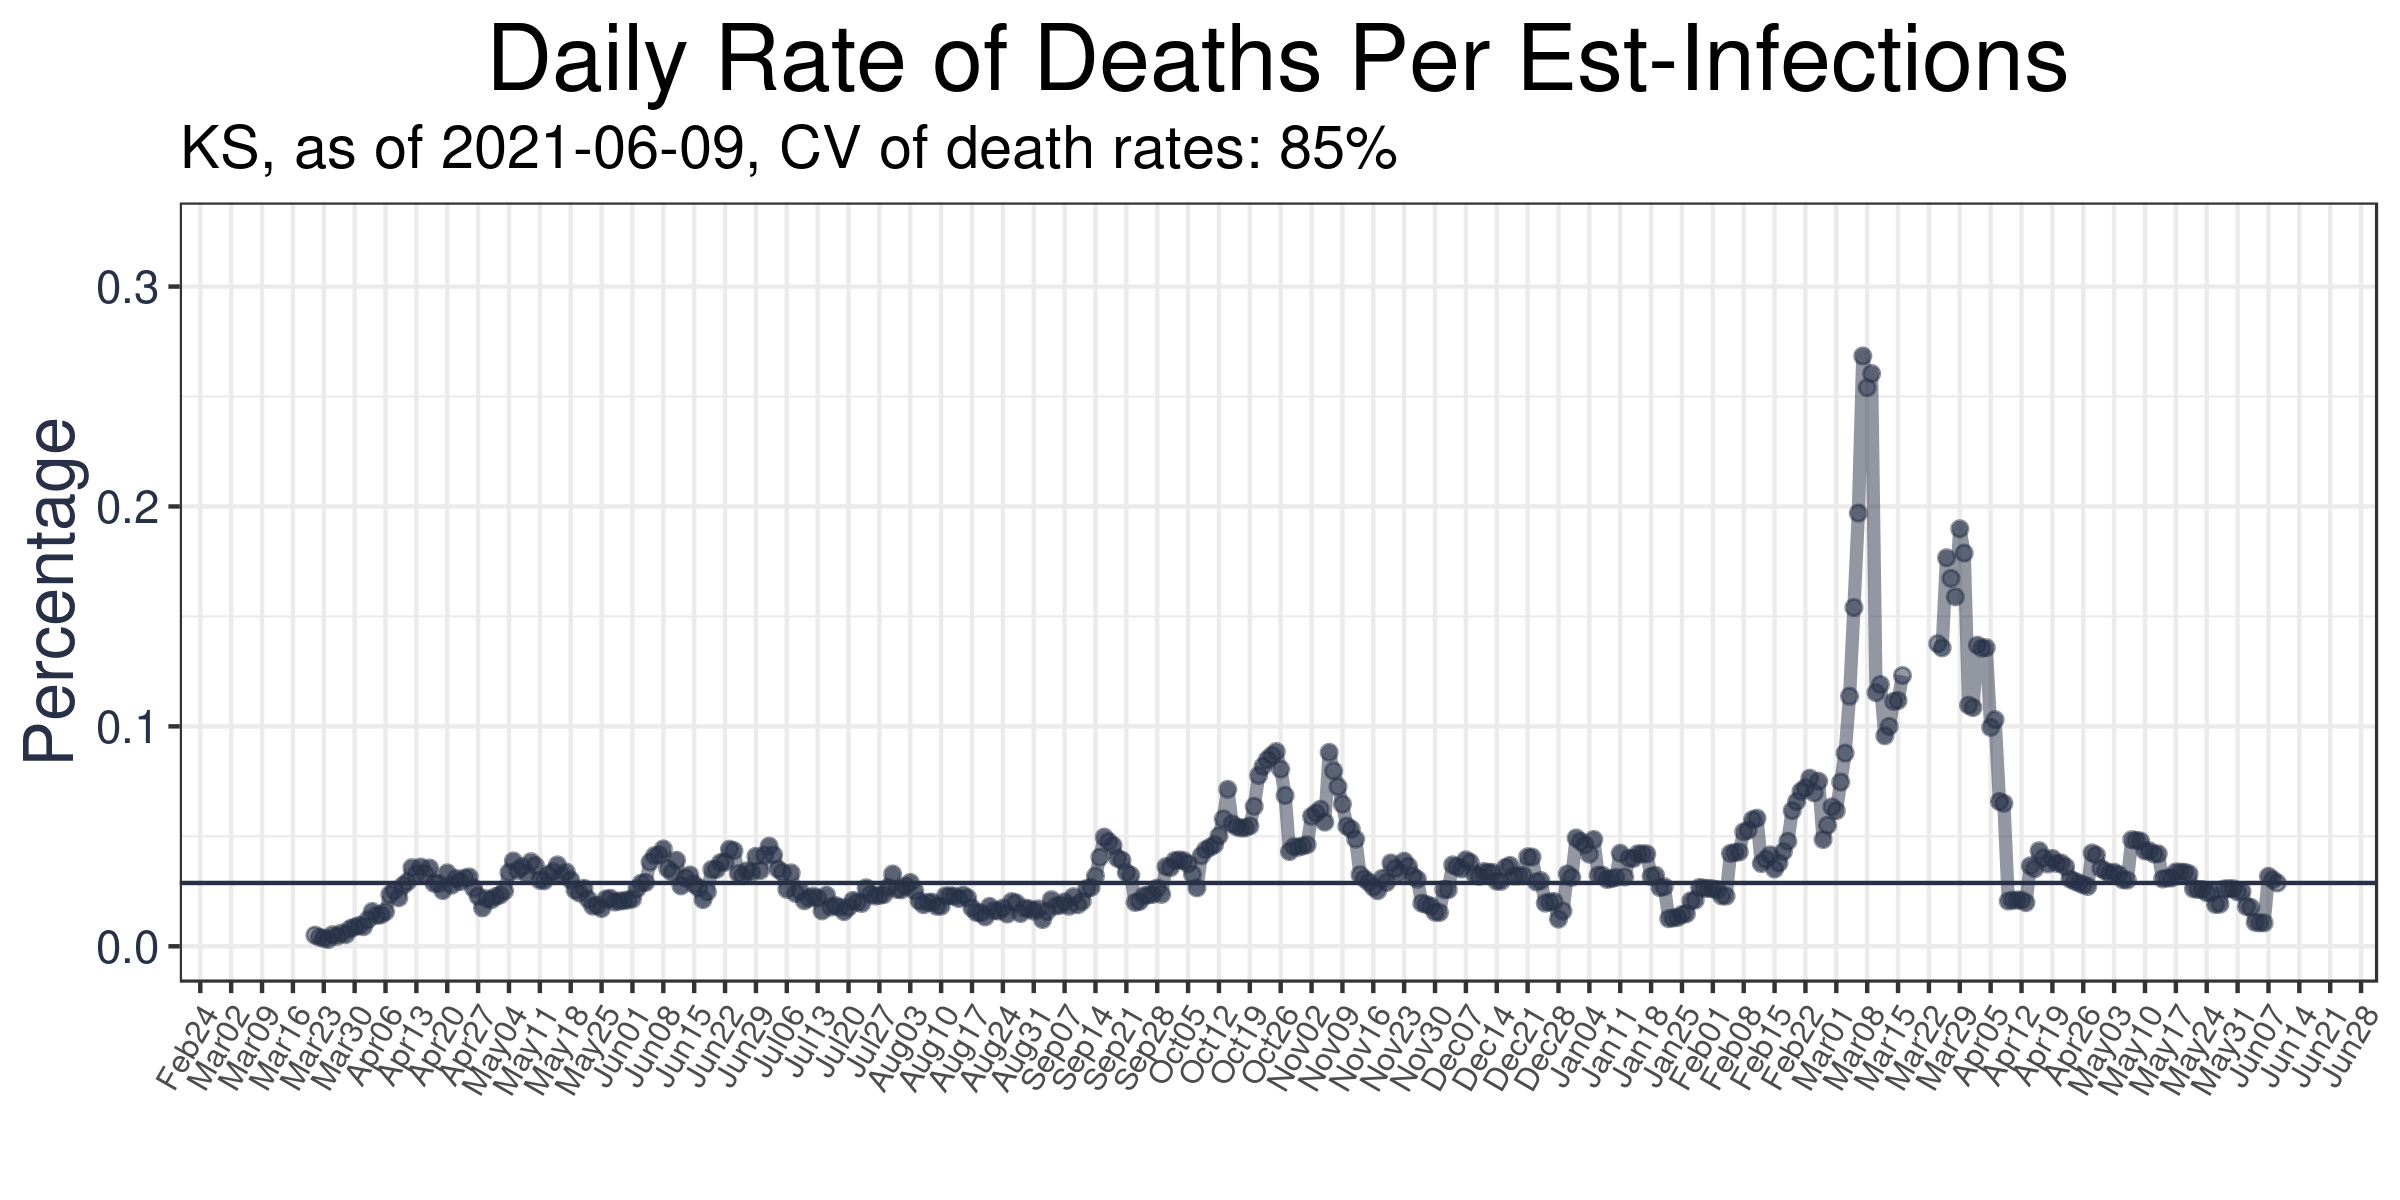 Daily Rate of Deaths Per Est-Infections
KS, as of 2021-06-09, CV of death rates: 85%
Percentage
0.3
0.2
0.1
0.0
Feb24
Mar02
Mar09
Mar16
Mar23
Mar30
Apr06
Apr13
Apr20
Apr27
May04
May11
May18
May25
Jun01
Jun08
Jun15
Jun22
Jun29
Jul06
Jul13
Jul20
Jul27
Aug03
Aug10
Aug17
Aug24
Aug31
Sep07
Sep14
Sep21
Sep28
Oct05
Oct12
Oct19
Oct26
Nov02
Nov09
Nov16
Nov23
Nov30
Dec07
Dec14
Dec21
Dec28
Jan04
Jan11
Jan18
Jan25
Feb01
Feb08
Feb15
Feb22
Mar01
Mar08
Mar15
Mar22
Mar29
Apr05
Apr12
Apr19
Apr26
May03
May10
May17
May24
May31
Jun07
Jun14
Jun21
Jun28